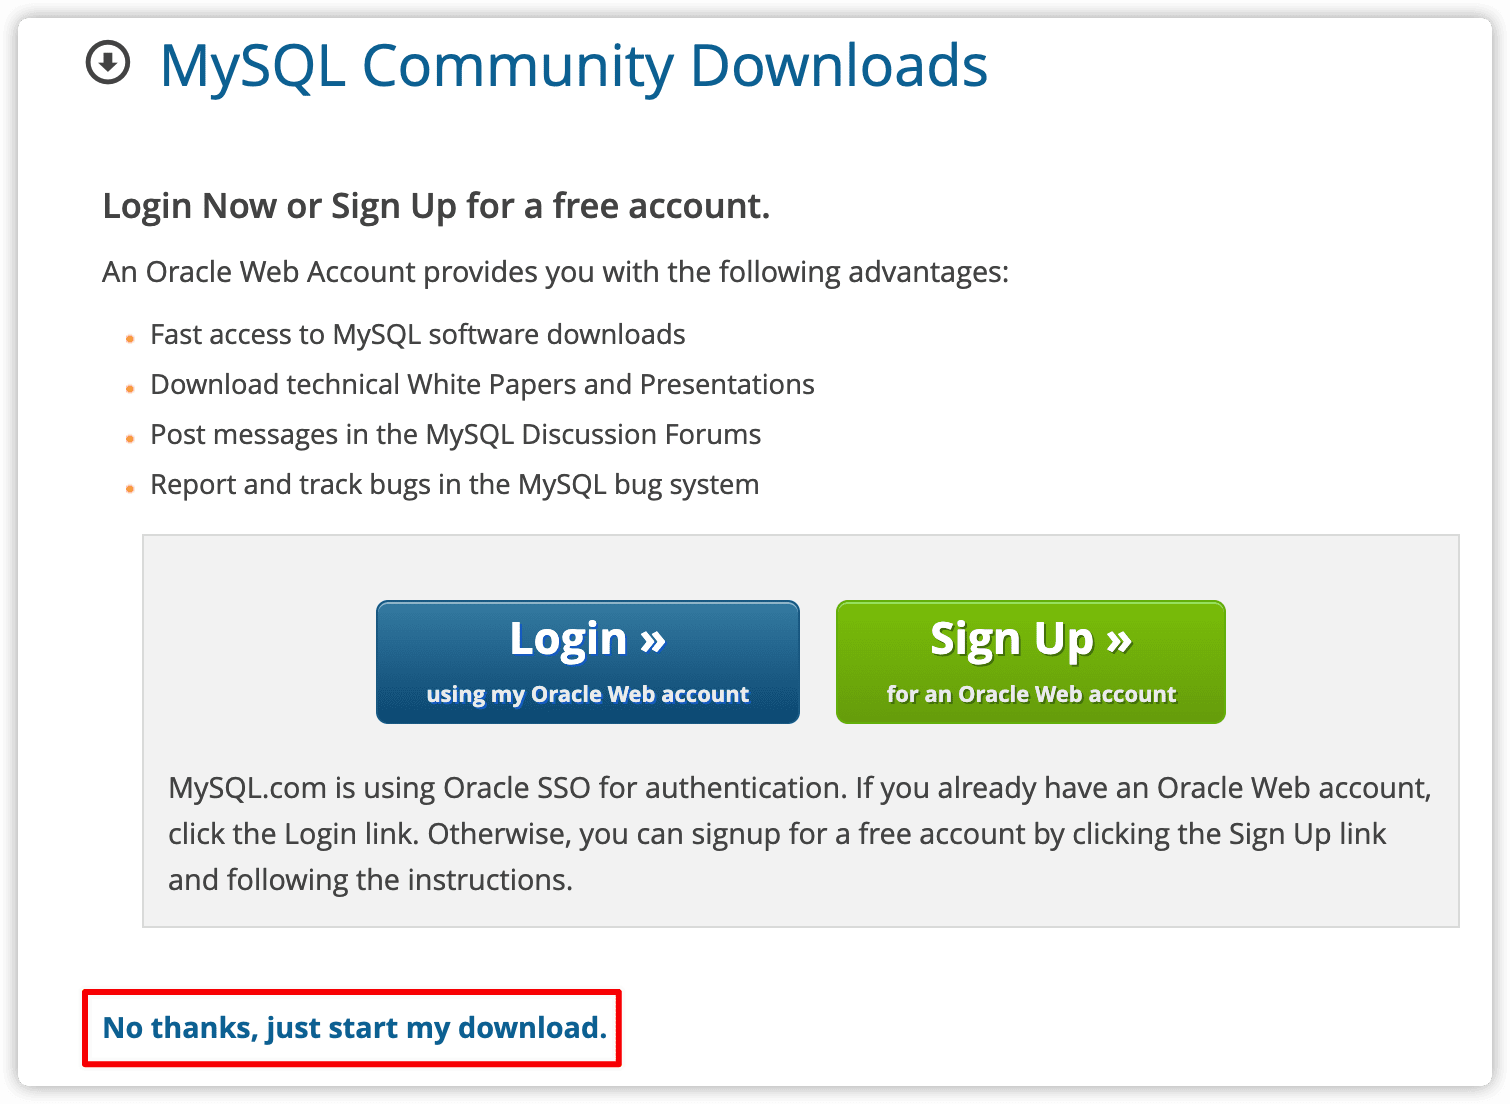 MySQL Community Downloads
Login Now or Sign Up for a free account.
An Oracle Web Account provides you with the following advantages:
Fast access to MySQL software downloads
Download technical White Papers and Presentations
Post messages in the MySQL Discussion Forums
Report and track bugs in the MySQL bug system
Login »
using my Oracle Web account
Sign Up »
for an Oracle Web account
MySQL.com is using Oracle SSO for authentication. If you already have an Oracle Web account,
click the Login link. Otherwise, you can signup for a free account by clicking the Sign Up link
and following the instructions.
No thanks, just start my download.